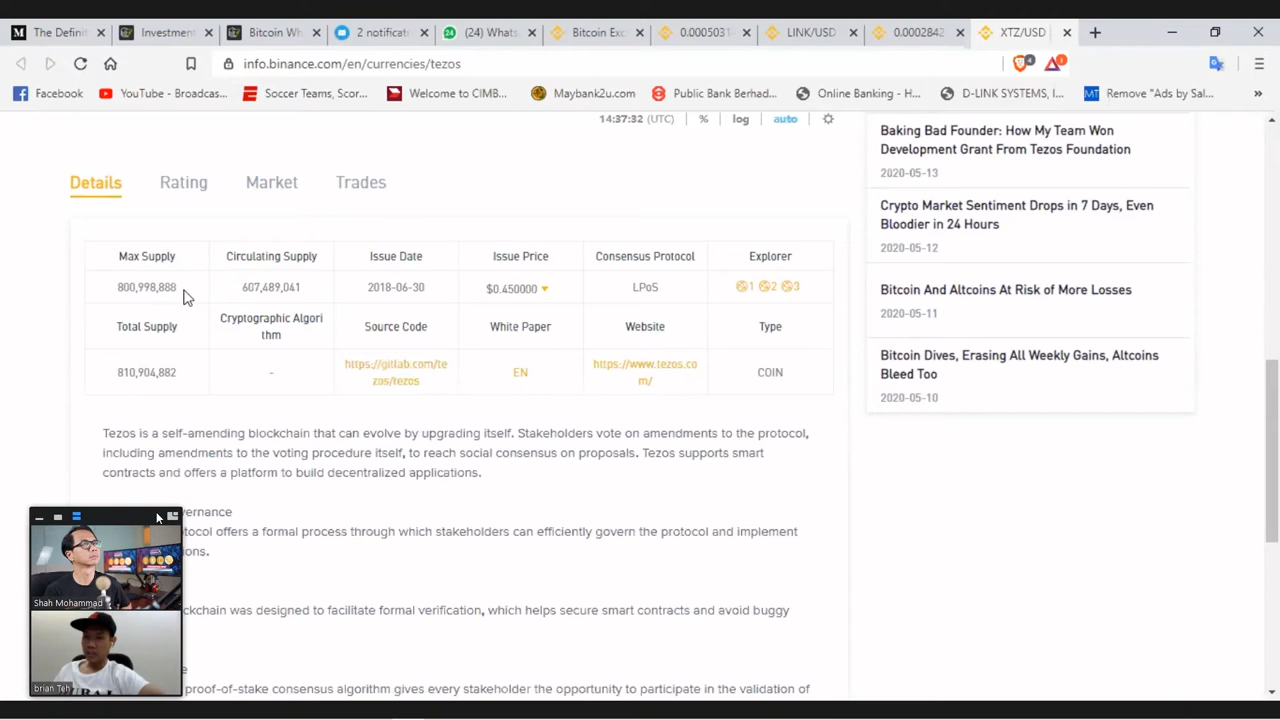 The Definit
Investment
Bitcoin Wh
2 notificat
(24) Whats
Bitcoin Exc
0.0005031
LINK/USD
0.0002842
XTZ/USD
info.binance.com/en/currencies/tezos
4
1
Facebook
YouTube - Broadcas...
Soccer Teams, Scor...
Welcome to CIMB...
Maybank2u.com
Public Bank Berhad...
Online Banking - H...
D-LINK SYSTEMS, I...
MT
Remove "Ads by Sal...
14:37:32 (UTC)
%
log
auto
Details
Rating
Market
Trades
Max Supply
Circulating Supply
Issue Date
Issue Price
Consensus Protocol
Explorer
800,998,888
607,489,041
2018-06-30
$0.450000
LPoS
1 2 3
Total Supply
Cryptographic Algori
thm
Source Code
White Paper
Website
Type
810,904,882
-
https://gitlab.com/te
zos/tezos
EN
https://www.tezos.co
m/
COIN
Tezos is a self-amending blockchain that can evolve by upgrading itself. Stakeholders vote on amendments to the protocol,
including amendments to the voting procedure itself, to reach social consensus on proposals. Tezos supports smart
contracts and offers a platform to build decentralized applications.
vernance
otocol offers a formal process through which stakeholders can efficiently govern the protocol and implement
ions.
ckchain was designed to facilitate formal verification, which helps secure smart contracts and avoid buggy
e
proof-of-stake consensus algorithm gives every stakeholder the opportunity to participate in the validation of
Baking Bad Founder: How My Team Won
Development Grant From Tezos Foundation
2020-05-13
Crypto Market Sentiment Drops in 7 Days, Even
Bloodier in 24 Hours
2020-05-12
Bitcoin And Altcoins At Risk of More Losses
2020-05-11
Bitcoin Dives, Erasing All Weekly Gains, Altcoins
Bleed Too
2020-05-10
Shah Mohammad
brian Teh